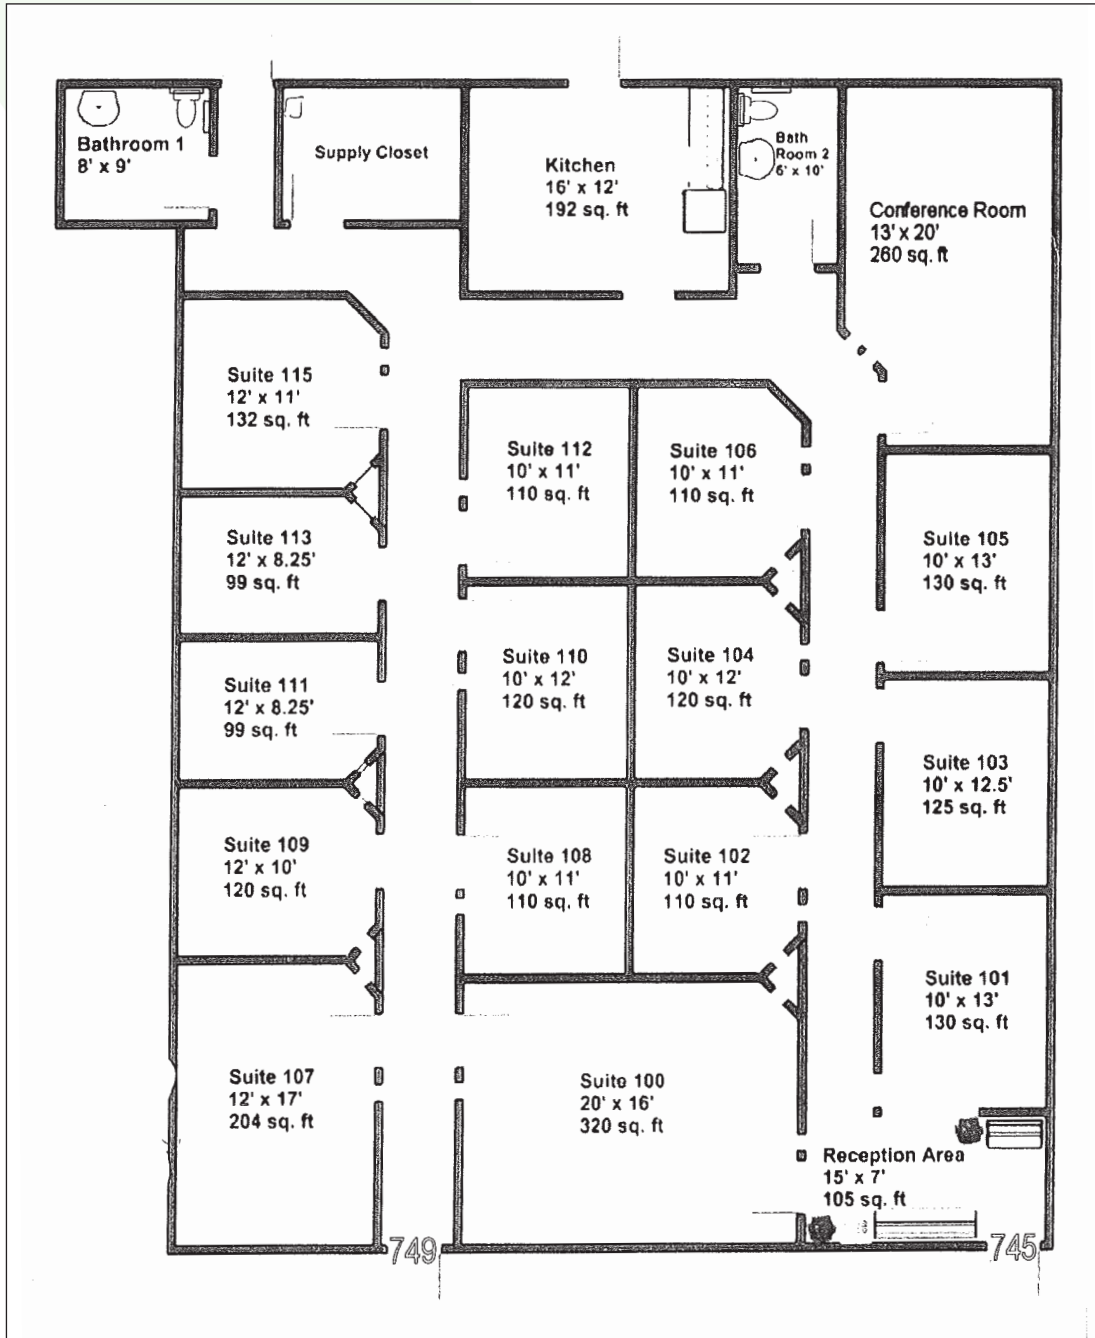 Bathroom 1
8' x 9'
Supply Closet
Kitchen
16' x 12'
192 sq. ft
Bath
Room 2
6' x 10'
Conference Room
13' x 20'
260 sq. ft
Suite 115
12' x 11'
132 sq. ft
Suite 112
10' x 11'
110 sq. ft
Suite 106
10' x 11'
110 sq. ft
Suite 113
12' x 8.25'
99 sq. ft
Suite 105
10' x 13'
130 sq. ft
Suite 111
12' x 8.25'
99 sq. ft
Suite 110
10' x 12'
120 sq. ft
Suite 104
10' x 12'
120 sq. ft
Suite 103
10' x 12.5'
125 sq. ft
Suite 109
12' x 10'
120 sq. ft
Suite 108
10' x 11'
110 sq. ft
Suite 102
10' x 11'
110 sq. ft
Suite 101
10' x 13'
130 sq. ft
Suite 107
12' x 17'
204 sq. ft
Suite 100
20' x 16'
320 sq. ft
Reception Area
15' x 7'
105 sq. ft
749
745